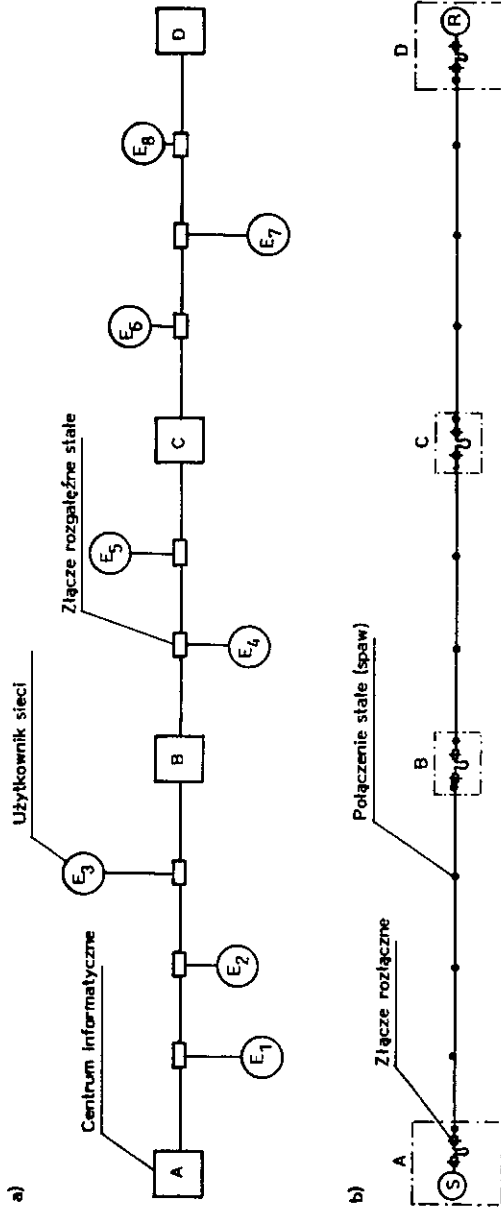 a)
Centrum informatyczne
Użytkownik sieci
Złącze rozgałęźne stałe
A
E1
E2
E3
B
E4
E5
C
E6
E7
E8
D
b)
A
Złącze rozłączne
Połączenie stałe (spaw)
B
C
D
S
R